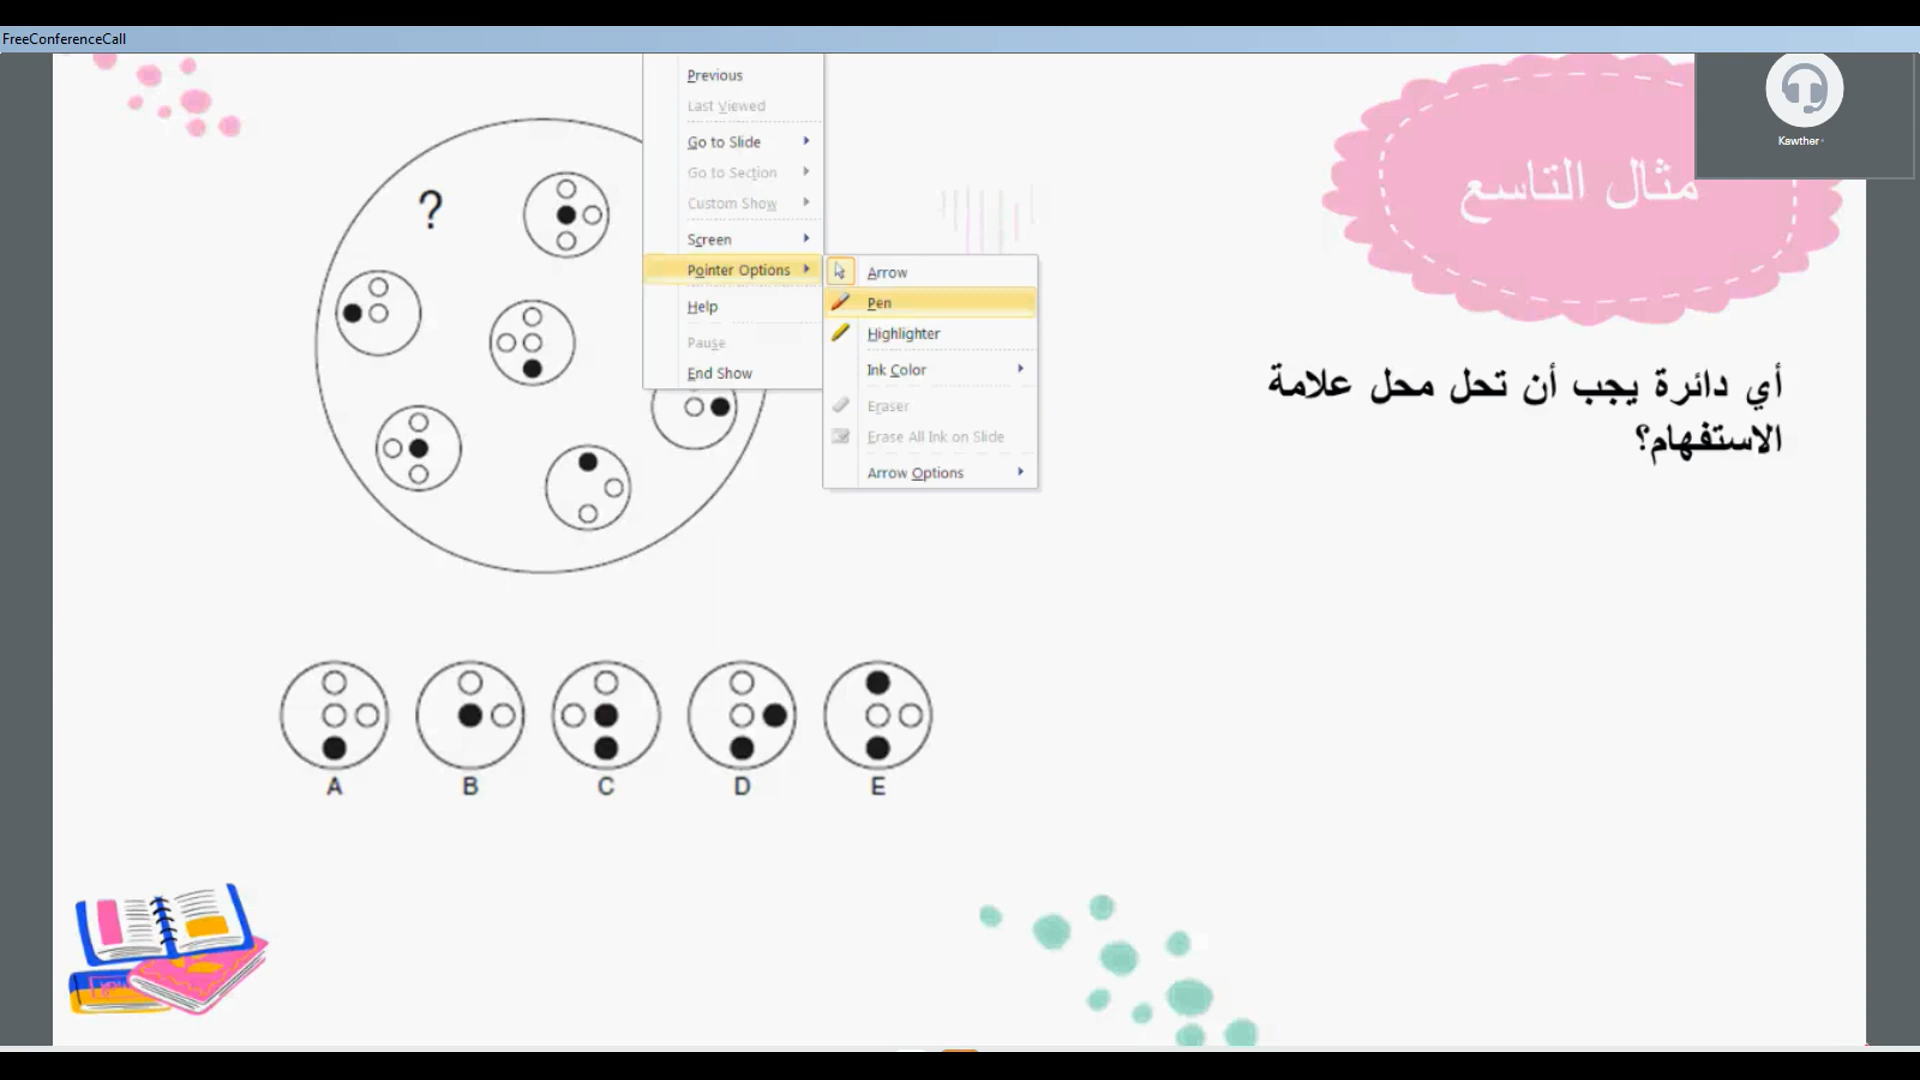 FreeConferenceCall
Previous
Last Viewed
Go to Slide
Go to Section
Custom Show
Screen
Pointer Options
Help
Pause
End Show
Arrow
Pen
Highlighter
Ink Color
Eraser
Erase All Ink on Slide
Arrow Options
Kawther
مثال التاسع
أي دائرة يجب أن تحل محل علامة
الاستفهام؟
?
A B C D E